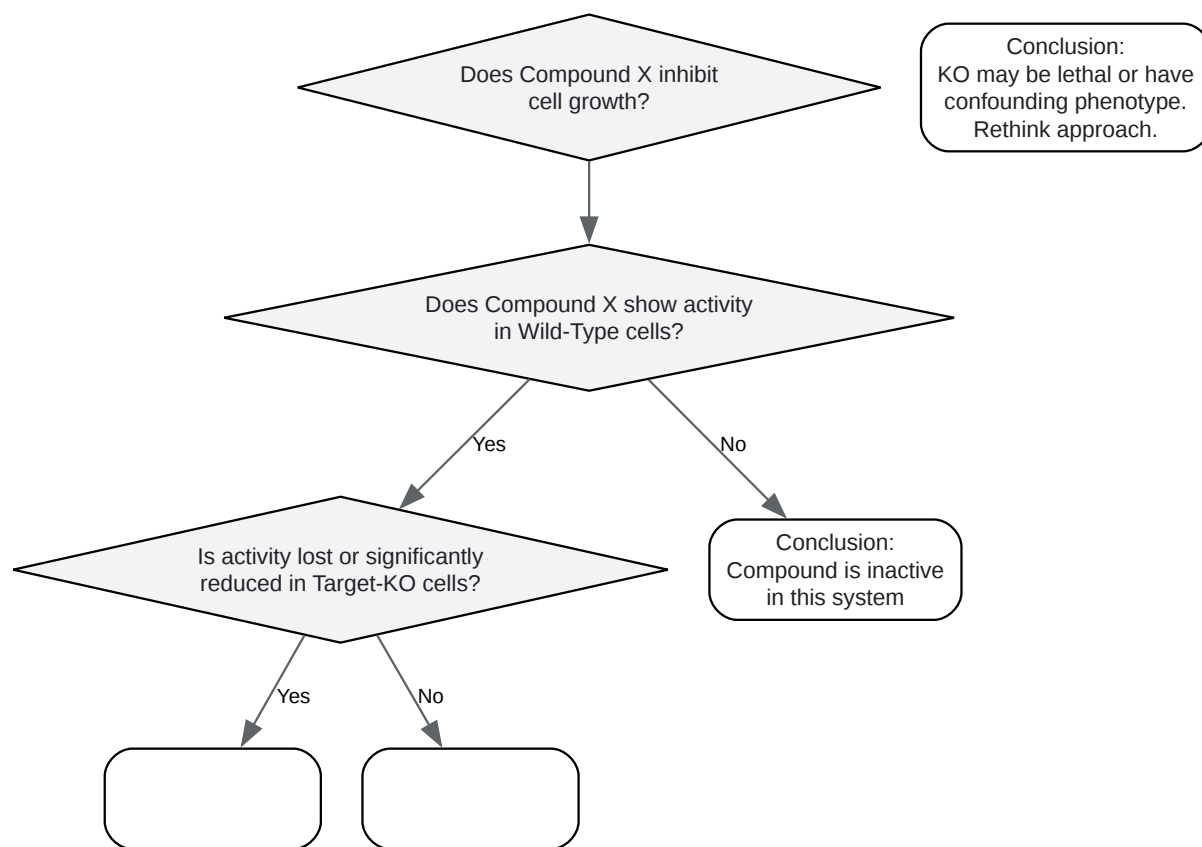 Does Compound X inhibit
cell growth?
Conclusion:
KO may be lethal or have
confounding phenotype.
Rethink approach.
Does Compound X show activity
in Wild-Type cells?
Yes
No
Is activity lost or significantly
reduced in Target-KO cells?
Conclusion:
Compound is inactive
in this system
Yes
No